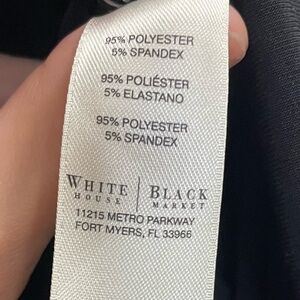 95% POLYESTER
5% SPANDEX
95% POLIÉSTER
5% ELASTANO
95% POLYESTER
5% SPANDEX
WHITE | BLACK
HOUSE | MARKET
11215 METRO PARKWAY
FORT MYERS, FL 33966